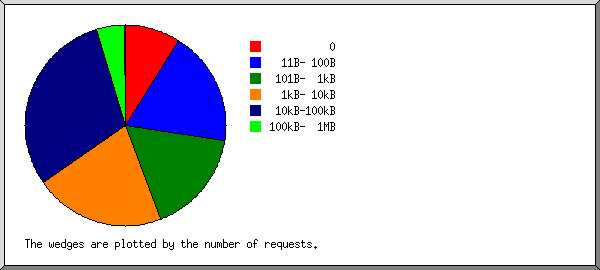 0
11B- 100B
101B- 1kB
1kB- 10kB
10kB-100kB
100kB- 1MB
The wedges are plotted by the number of requests.